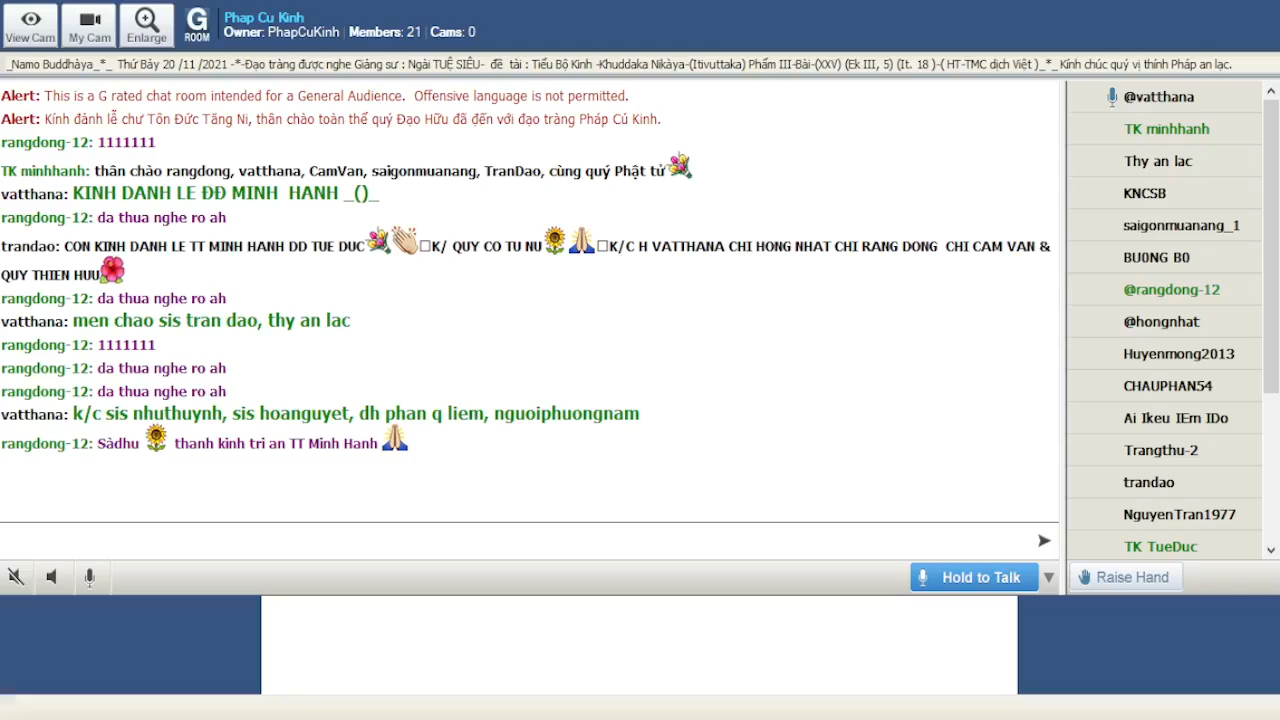 View Cam
My Cam
Enlarge
G
ROOM
Phap Cu Kinh
Owner: PhapCuKinh | Members: 21 | Cams: 0
_Namo Buddhàya_*_ Thứ Bảy 20 /11 /2021 -*-Đạo tràng được nghe Giảng sư : Ngài TUỆ SIÊU- đề tài : Tiểu Bộ Kinh -Khuddaka Nikàya-(Itivuttaka) Phẩm III-Bài-(XXV) (Ek III, 5) (It. 18 )-( HT-TMC dịch Việt )_*_Kính chúc quý vị thính Pháp an lạc.
Alert: This is a G rated chat room intended for a General Audience. Offensive language is not permitted.
Alert: Kính đảnh lễ chư Tôn Đức Tăng Ni, thân chào toàn thể quý Đạo Hữu đã đến với đạo tràng Pháp Cú Kinh.
rangdong-12: 1111111
TK minhhanh: thân chào rangdong, vatthana, CamVan, saigonmuanang, TranDao, cùng quý Phật tử
vatthana: KINH DANH LE ĐĐ MINH HANH _()_
rangdong-12: da thua nghe ro ah
trandao: CON KINH DANH LE TT MINH HANH DD TUE DUC K/ QUY CO TU NU K/C H VATTHANA CHI HONG NHAT CHI RANG DONG CHI CAM VAN &
QUY THIEN HUU
rangdong-12: da thua nghe ro ah
vatthana: men chao sis tran dao, thy an lac
rangdong-12: 1111111
rangdong-12: da thua nghe ro ah
rangdong-12: da thua nghe ro ah
vatthana: k/c sis nhuthuynh, sis hoanguyet, dh phan q liem, nguoiphuongnam
rangdong-12: Sàdhu thanh kinh tri an TT Minh Hanh
@vatthana
TK minhhanh
Thy an lac
KNCSB
saigonmuanang_1
BU0NG B0
@rangdong-12
@hongnhat
Huyenmong2013
CHAUPHAN54
Ai Ikeu IEm IDo
Trangthu-2
trandao
NguyenTran1977
TK TueDuc
Hold to Talk
Raise Hand